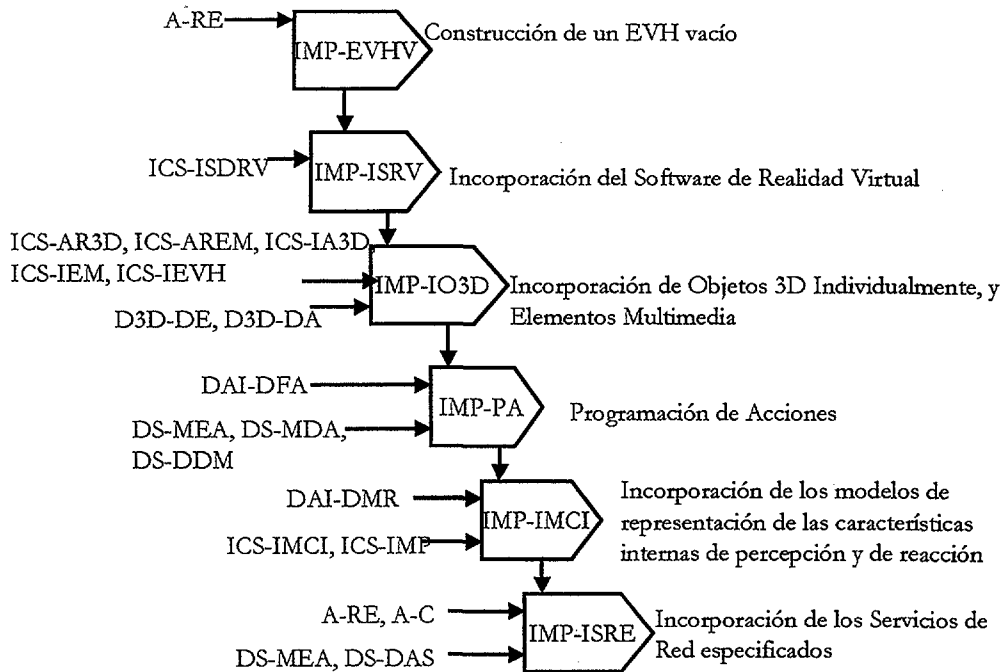 A-RE
IMP-EVHV
Construcción de un EVH vacío
ICS-ISDRV
IMP-ISRV
Incorporación del Software de Realidad Virtual
ICS-AR3D, ICS-AREM, ICS-IA3D,
ICS-IEM, ICS-IEVH
D3D-DE, D3D-DA
IMP-IO3D
Incorporación de Objetos 3D Individualmente, y
Elementos Multimedia
DAI-DFA
DS-MEA, DS-MDA,
DS-DDM
IMP-PA
Programación de Acciones
DAI-DMR
ICS-IMCI, ICS-IMP
IMP-IMCI
Incorporación de los modelos de
representación de las características
internas de percepción y de reacción
A-RE, A-C
DS-MEA, DS-DAS
IMP-ISRE
Incorporación de los Servicios de
Red especificados